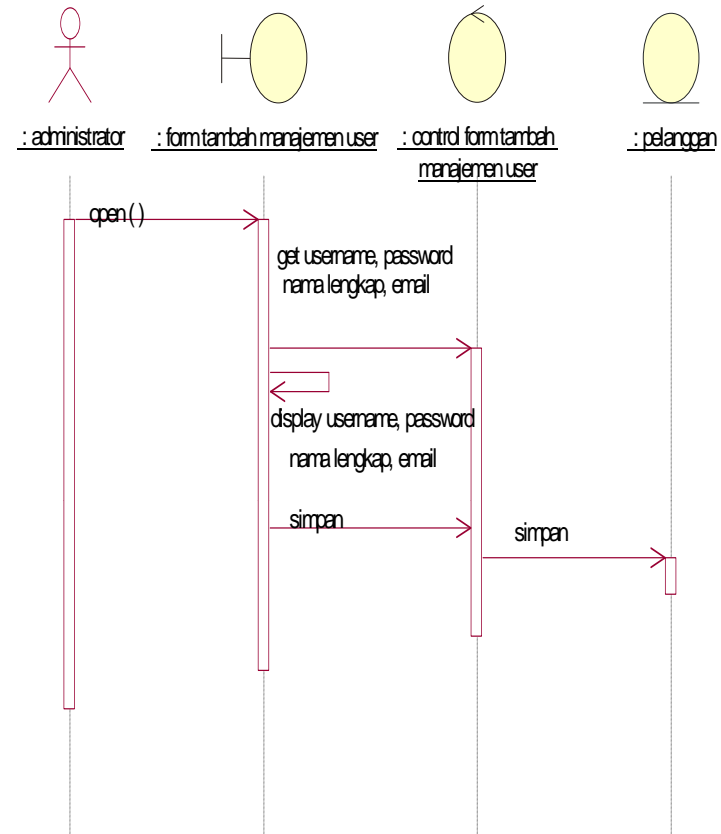 : administrator
: form tambah manajemen user
: control form tambah
manajemen user
: pelanggan
open ( )
get username, password
nama lengkap, email
display username, password
nama lengkap, email
simpan
simpan